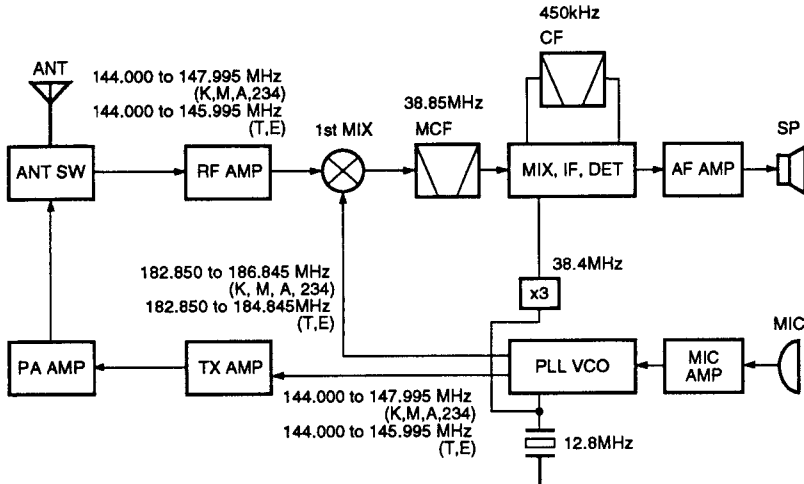 450kHz
CF
ANT
144.000 to 147.995 MHz
(K,M,A,234)
144.000 to 145.995 MHz
(T,E)
38.85MHz
MCF
1st MIX
SP
ANT SW
RF AMP
MIX, IF, DET
AF AMP
182.850 to 186.845 MHz
(K, M, A, 234)
182.850 to 184.845MHz
(T,E)
38.4MHz
x3
MIC
PA AMP
TX AMP
PLL VCO
MIC
AMP
144.000 to 147.995 MHz
(K,M,A,234)
144.000 to 145.995 MHz
(T,E)
12.8MHz